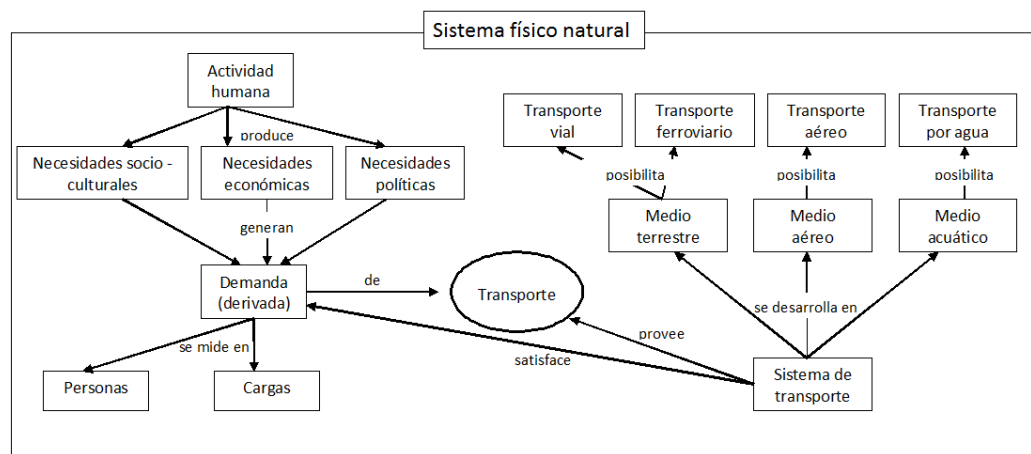 Sistema físico natural
Actividad
humana
produce
Necesidades socio -
culturales
Necesidades
económicas
Necesidades
políticas
generan
Demanda
(derivada)
de
Transporte
se mide en
Personas
Cargas
satisface
provee
Transporte
vial
Transporte
ferroviario
Transporte
aéreo
Transporte
por agua
posibilita
posibilita
posibilita
Medio
terrestre
Medio
aéreo
Medio
acuático
se desarrolla en
Sistema de
transporte